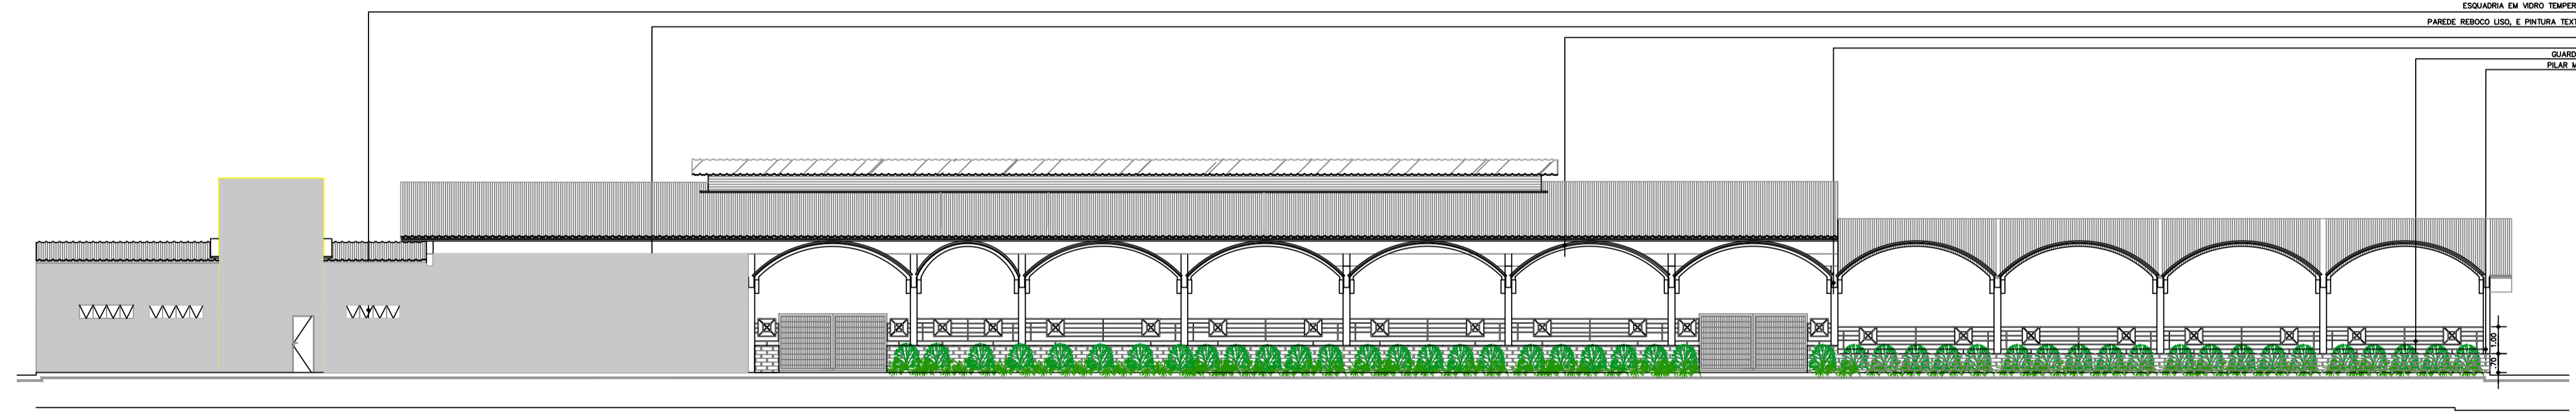 ESQUADRIA EM VIDRO TEMPER
PAREDE REBOCO LISO, E PINTURA TEXT
GUARD
PILAR M
1.00
.70